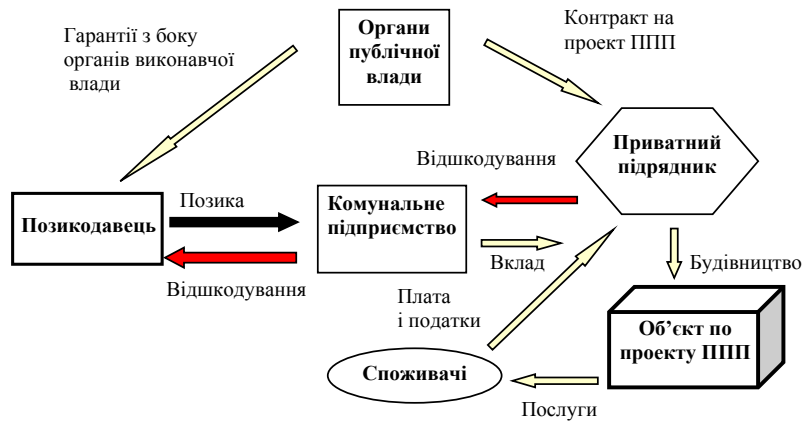 Гарантії з боку
органів виконавчої
влади
Органи
публічної
влади
Контракт на
проект ППП
Приватний
підрядник
Відшкодування
Позикодавець
Позика
Комунальне
підприємство
Вклад
Відшкодування
Будівництво
Плата
і податки
Об’єкт по
проекту ППП
Споживачі
Послуги